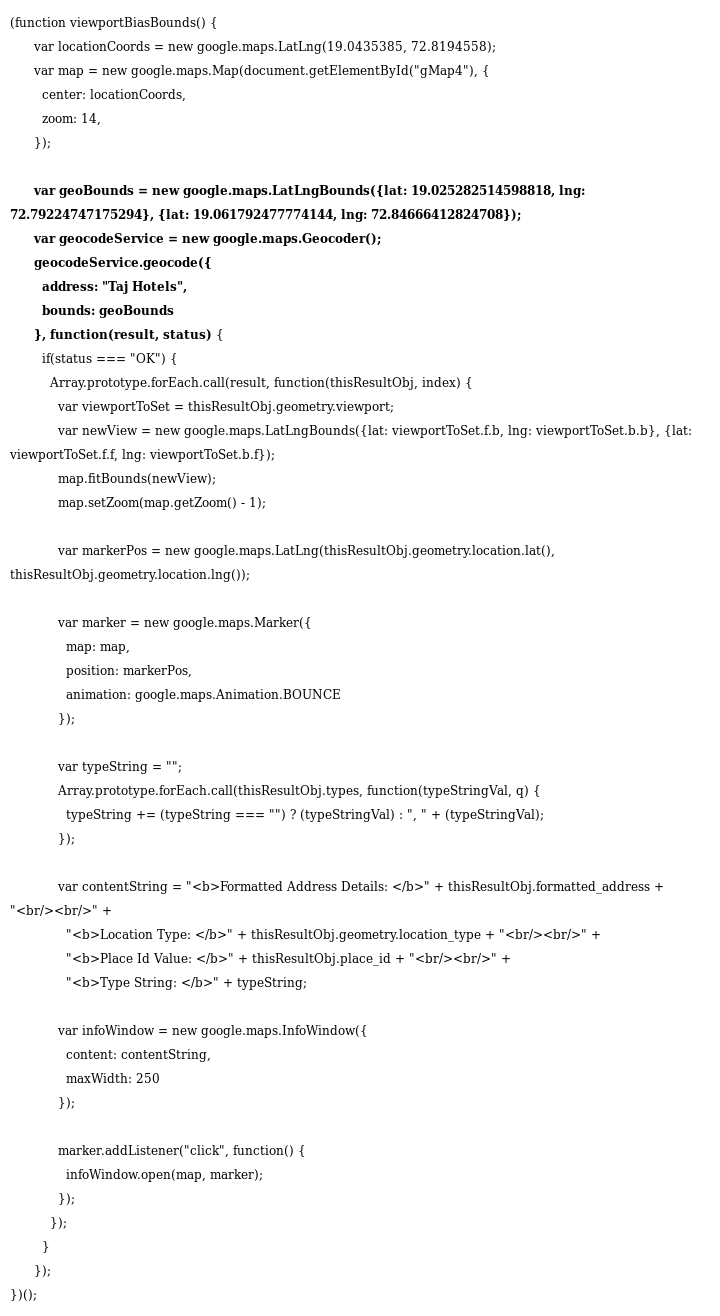 (function viewportBiasBounds() {
var locationCoords = new google.maps.LatLng(19.0435385, 72.8194558);
var map = new google.maps.Map(document.getElementById("gMap4"), {
center: locationCoords,
zoom: 14,
});
var geoBounds = new google.maps.LatLngBounds({lat: 19.025282514598818, lng:
72.79224747175294}, {lat: 19.061792477774144, lng: 72.84666412824708});
var geocodeService = new google.maps.Geocoder();
geocodeService.geocode({
address: "Taj Hotels",
bounds: geoBounds
}, function(result, status) {
if(status === "OK") {
Array.prototype.forEach.call(result, function(thisResultObj, index) {
var viewportToSet = thisResultObj.geometry.viewport;
var newView = new google.maps.LatLngBounds({lat: viewportToSet.f.b, lng: viewportToSet.b.b}, {lat:
viewportToSet.f.f, lng: viewportToSet.b.f});
map.fitBounds(newView);
map.setZoom(map.getZoom() - 1);
var markerPos = new google.maps.LatLng(thisResultObj.geometry.location.lat(),
thisResultObj.geometry.location.lng());
var marker = new google.maps.Marker({
map: map,
position: markerPos,
animation: google.maps.Animation.BOUNCE
});
var typeString = "";
Array.prototype.forEach.call(thisResultObj.types, function(typeStringVal, q) {
typeString += (typeString === "") ? (typeStringVal) : ", " + (typeStringVal);
});
var contentString = "<b>Formatted Address Details: </b>" + thisResultObj.formatted_address +
"<br/><br/>" +
"<b>Location Type: </b>" + thisResultObj.geometry.location_type + "<br/><br/>" +
"<b>Place Id Value: </b>" + thisResultObj.place_id + "<br/><br/>" +
"<b>Type String: </b>" + typeString;
var infoWindow = new google.maps.InfoWindow({
content: contentString,
maxWidth: 250
});
marker.addListener("click", function() {
infoWindow.open(map, marker);
});
});
}
});
})();